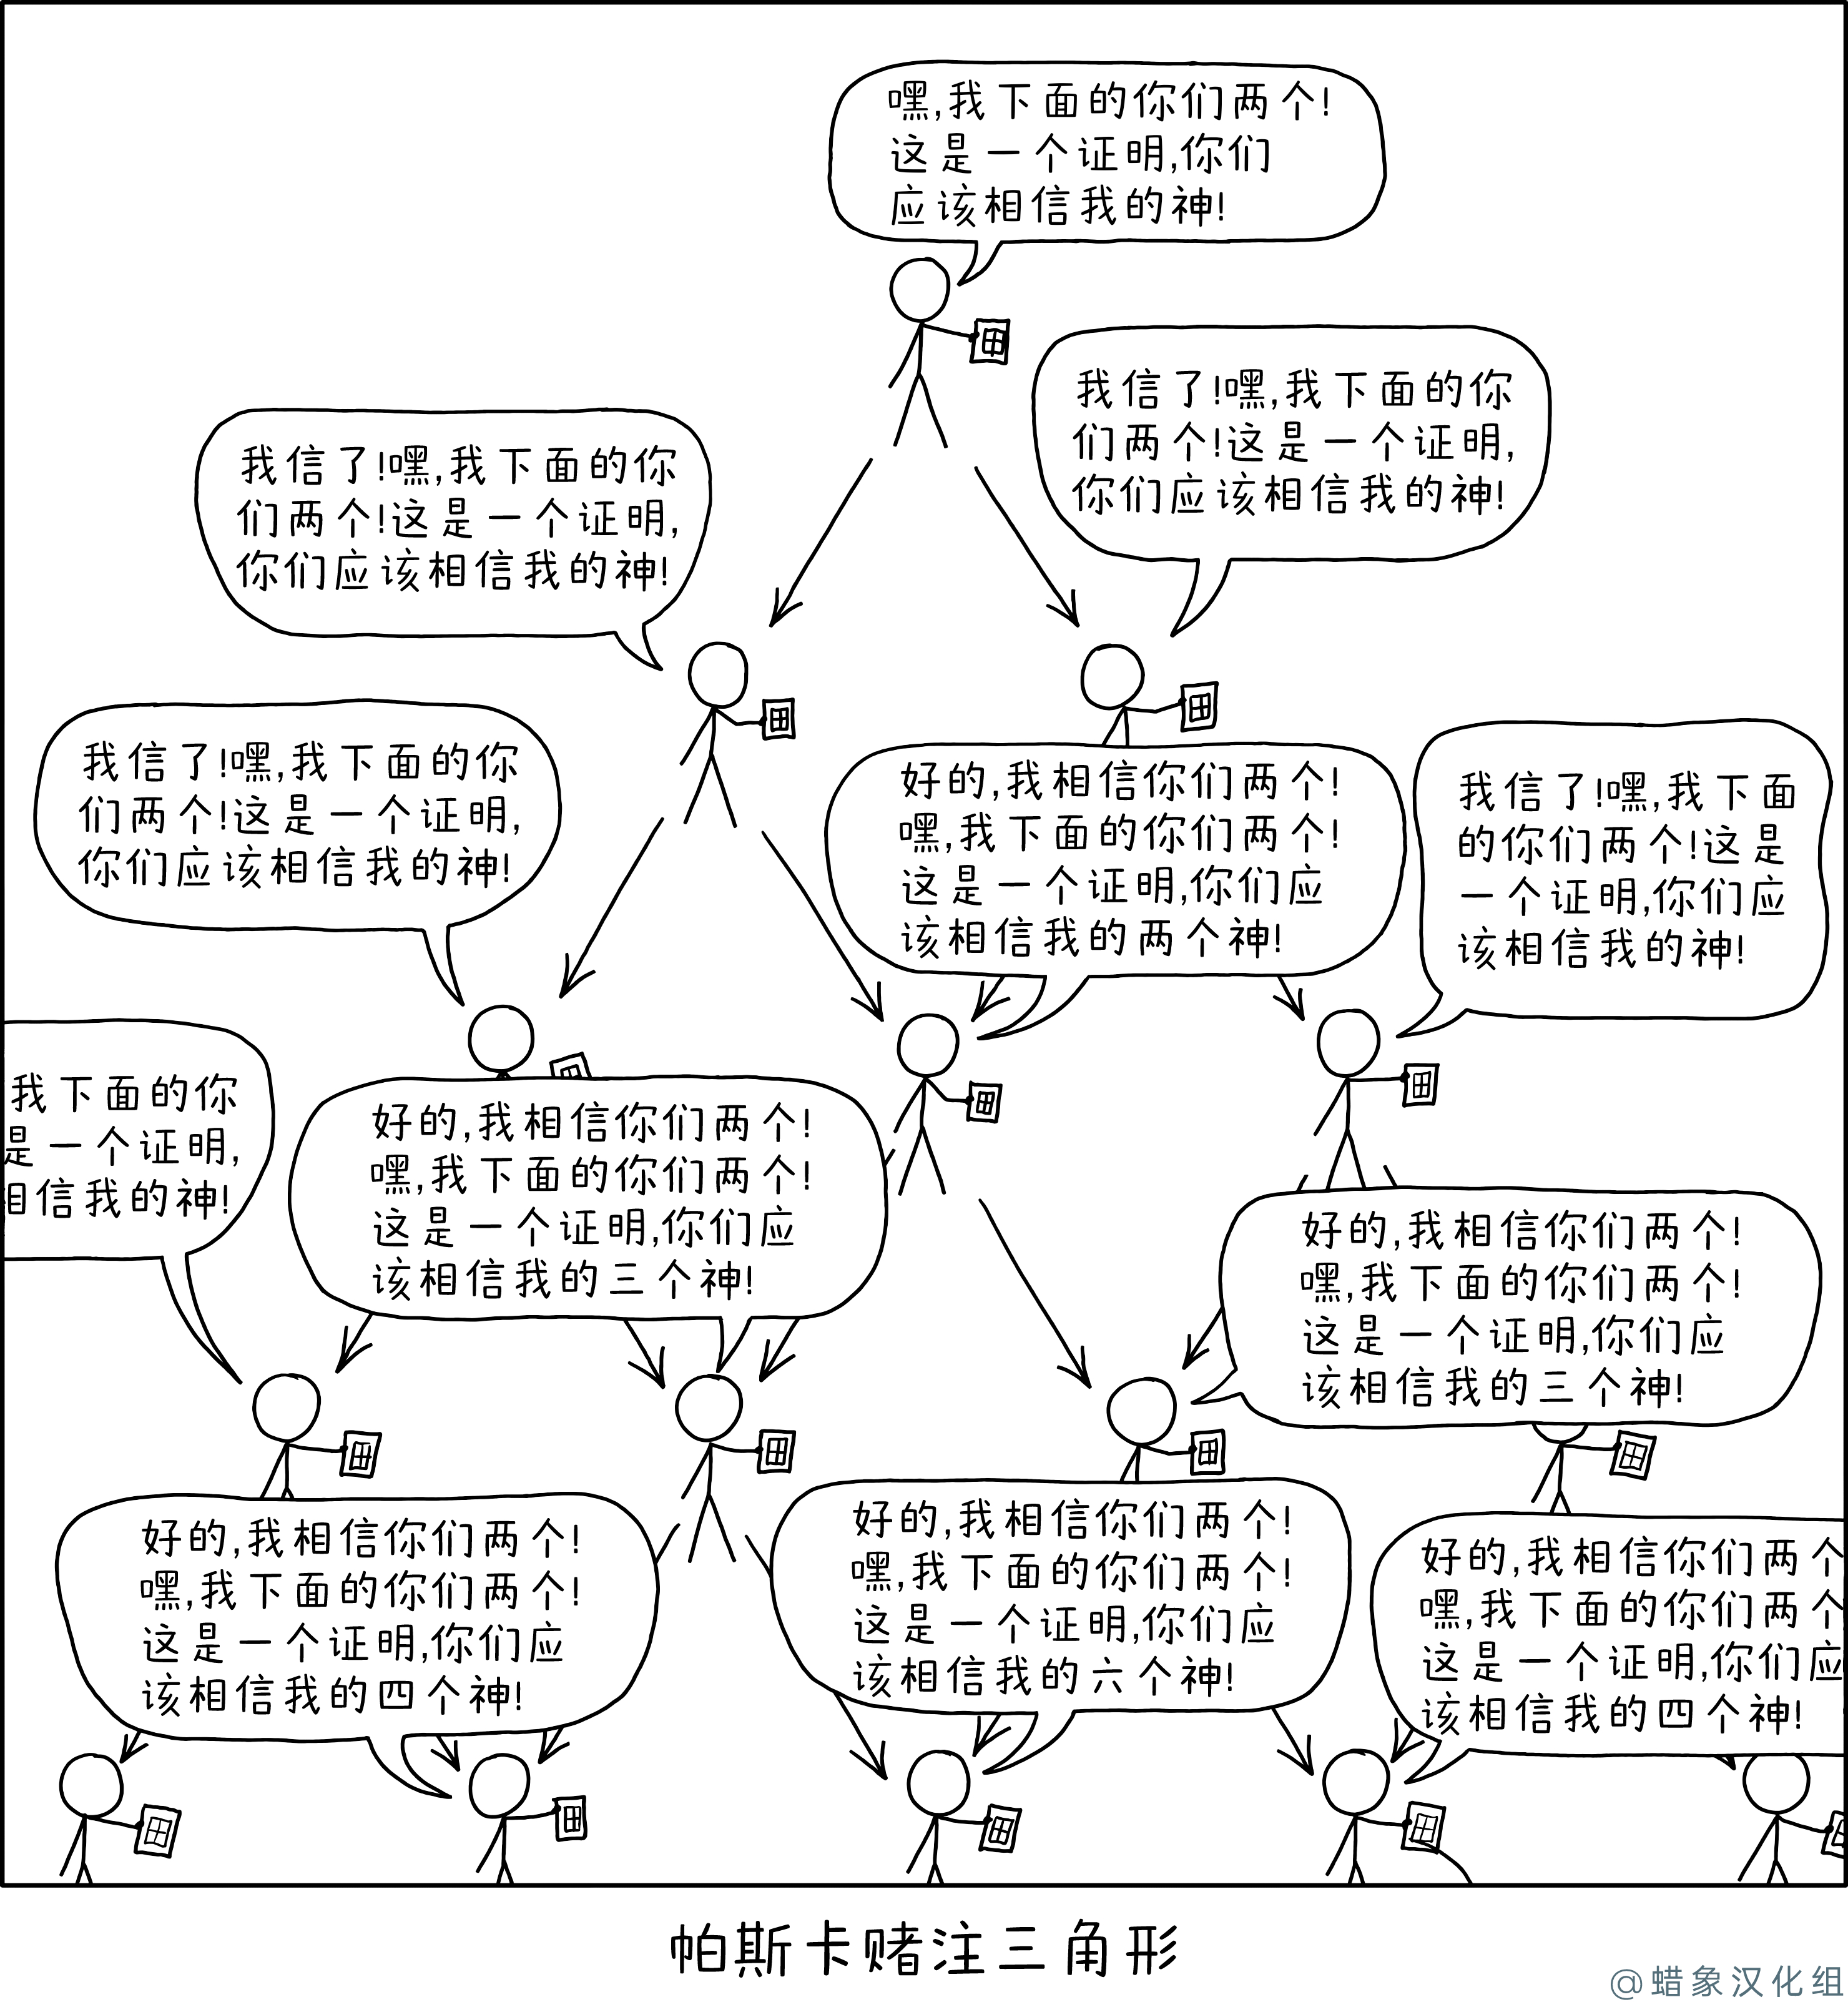 嘿,我下面的你们两个!
这是一个证明,你们
应该相信我的神!
我信了!嘿,我下面的你
们两个!这是一个证明,
你们应该相信我的神!
我信了!嘿,我下面的你
们两个!这是一个证明,
你们应该相信我的神!
我信了!嘿,我下面的你
们两个!这是一个证明,
你们应该相信我的神!
好的,我相信你们两个!
嘿,我下面的你们两个!
这是一个证明,你们应
该相信我的两个神!
我信了!嘿,我下面
的你们两个!这是
一个证明,你们应
该相信我的神!
我下面的你
是一个证明,
相信我的神!
好的,我相信你们两个!
嘿,我下面的你们两个!
这是一个证明,你们应
该相信我的三个神!
好的,我相信你们两个!
嘿,我下面的你们两个!
这是一个证明,你们应
该相信我的三个神!
好的,我相信你们两个!
嘿,我下面的你们两个!
这是一个证明,你们应
该相信我的四个神!
好的,我相信你们两个!
嘿,我下面的你们两个!
这是一个证明,你们应
该相信我的六个神!
好的,我相信你们两个
嘿,我下面的你们两个
这是一个证明,你们应
该相信我的四个神!
帕斯卡赌注三角形
@蜡象汉化组